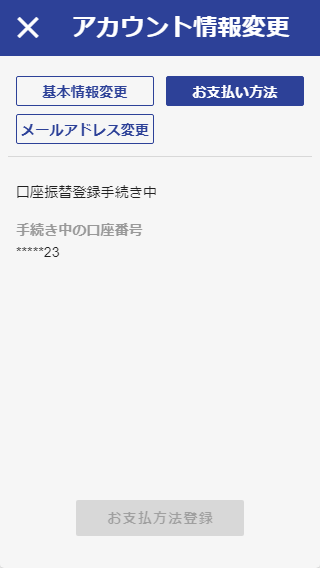 アカウント情報変更
基本情報変更
お支払い方法
メールアドレス変更
口座振替登録手続き中
手続き中の口座番号
*****23
お支払方法登録